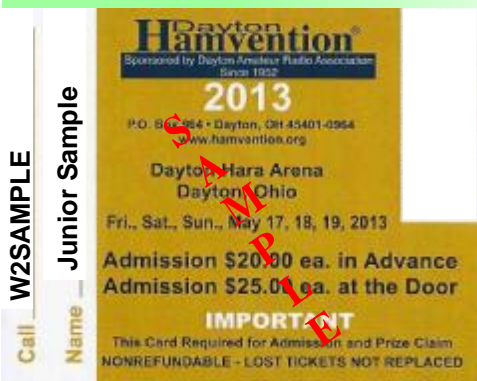 Call W2SAMPLE
Name Junior Sample
Dayton
Hamvention®
Sponsored by Dayton Amateur Radio Association
Since 1952
2013
P.O. Box 964 • Dayton, OH 45401-0964
www.hamvention.org
Dayton Hara Arena
Dayton, Ohio
Fri., Sat., Sun., May 17, 18, 19, 2013
Admission $20.00 ea. in Advance
Admission $25.00 ea. at the Door
IMPORTANT
This Card Required for Admission and Prize Claim
NONREFUNDABLE - LOST TICKETS NOT REPLACED
SAMPLE